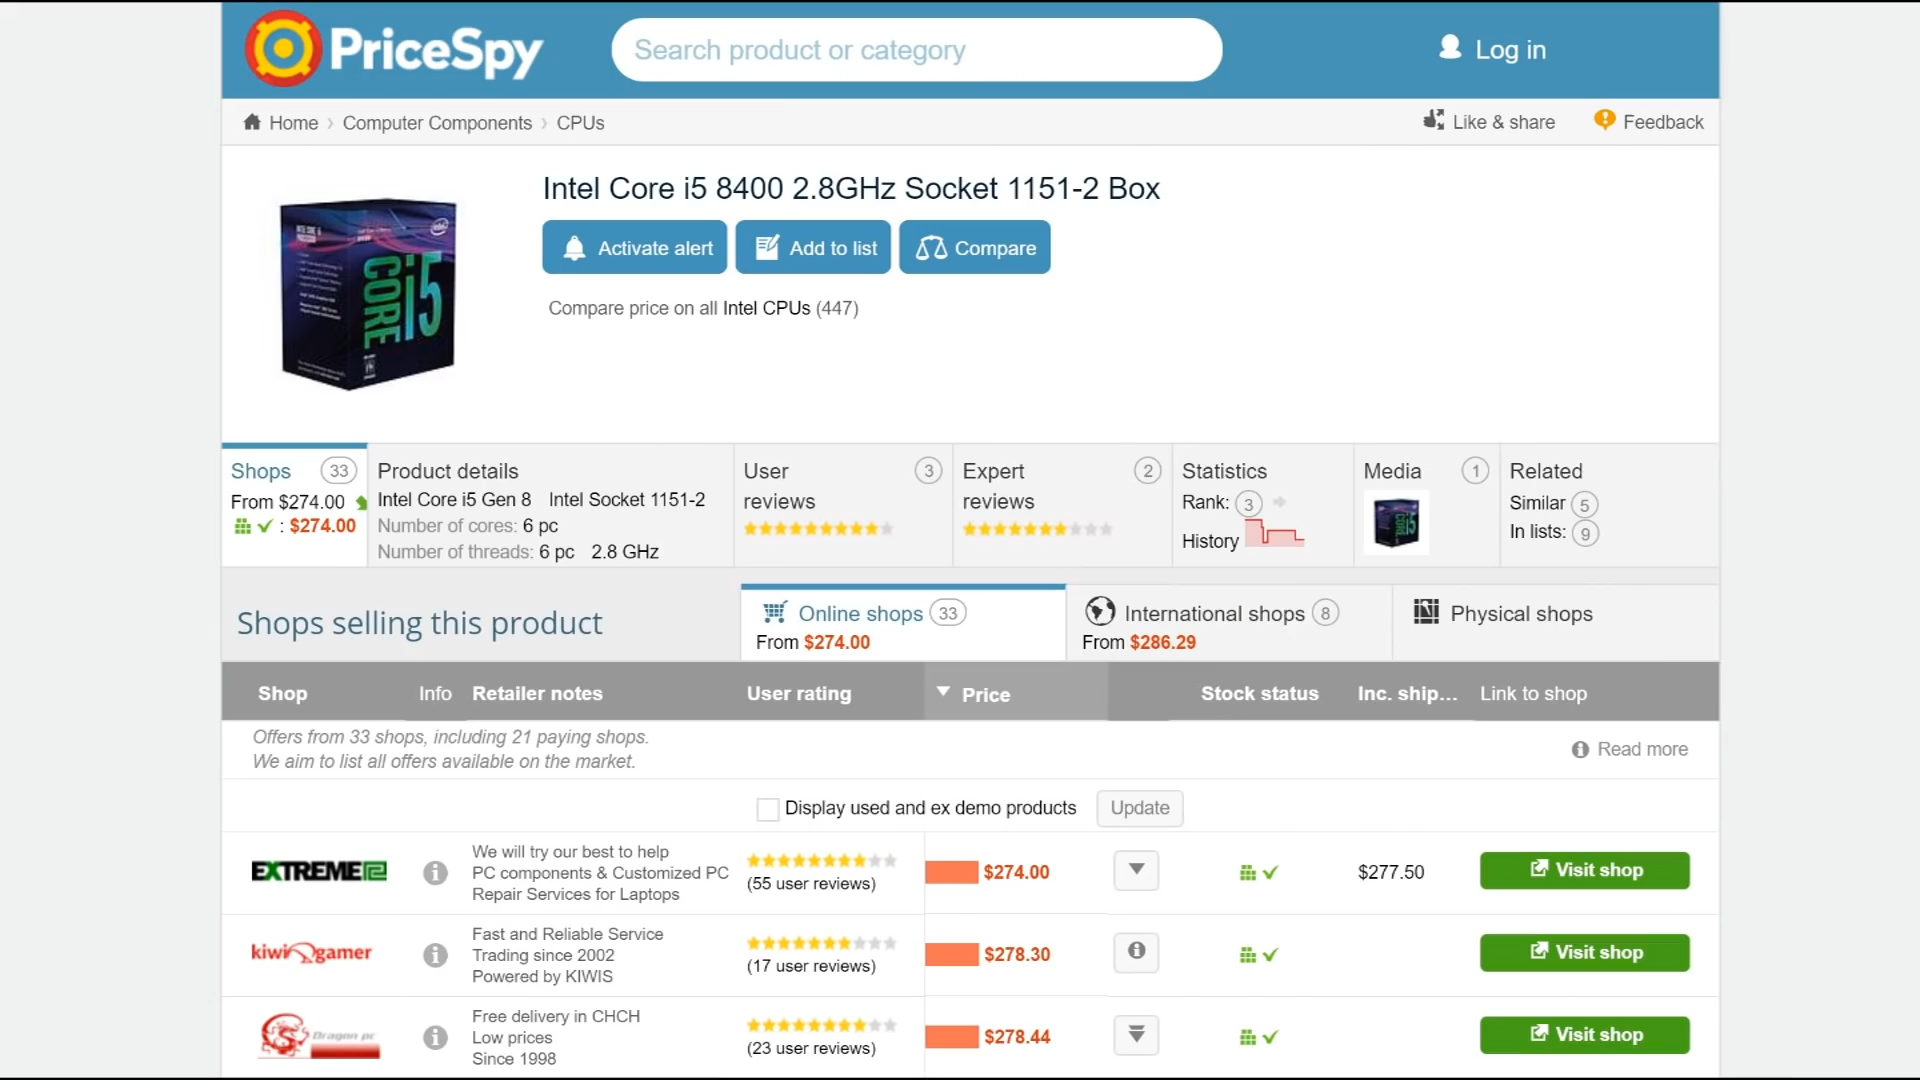 PriceSpy
Search product or category
Log in
Home › Computer Components › CPUs
Like & share
Feedback
Intel Core i5 8400 2.8GHz Socket 1151-2 Box
Activate alert
Add to list
Compare
Compare price on all Intel CPUs (447)
CORE i5
Shops 33
From $274.00
: $274.00
Product details
Intel Core i5 Gen 8 Intel Socket 1151-2
Number of cores: 6 pc
Number of threads: 6 pc 2.8 GHz
User 3
reviews
Expert 2
reviews
Statistics
Rank: 3
History
Media 1
Related
Similar 5
In lists: 9
Shops selling this product
Online shops 33
From $274.00
International shops 8
From $286.29
Physical shops
Shop Info Retailer notes User rating Price Stock status Inc. ship... Link to shop
Offers from 33 shops, including 21 paying shops.
We aim to list all offers available on the market.
Read more
Display used and ex demo products Update
EXTREME
We will try our best to help
PC components & Customized PC
Repair Services for Laptops
(55 user reviews)
$274.00
$277.50
Visit shop
kiwi gamer
Fast and Reliable Service
Trading since 2002
Powered by KIWIS
(17 user reviews)
$278.30
Visit shop
Dragon pc
Free delivery in CHCH
Low prices
Since 1998
(23 user reviews)
$278.44
Visit shop